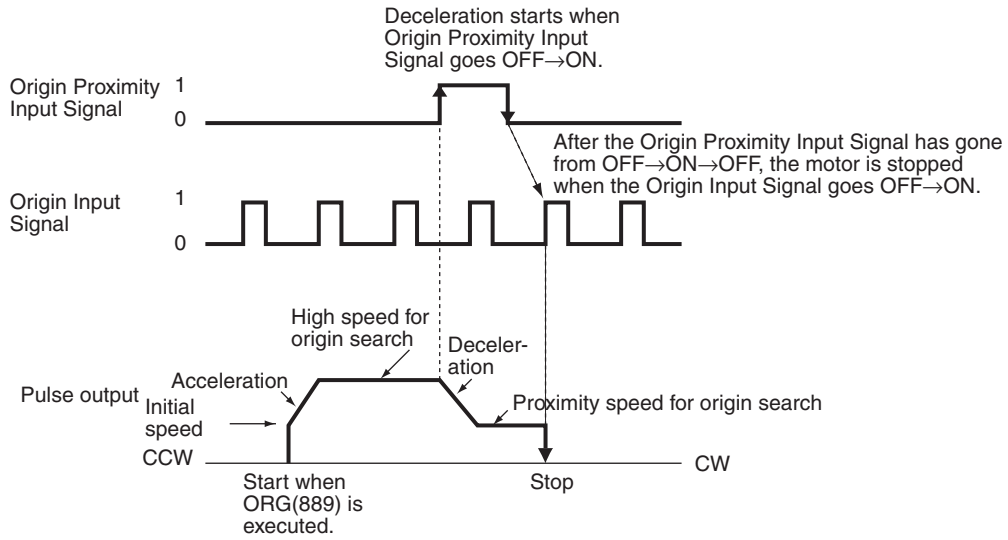 Deceleration starts when
Origin Proximity Input
Signal goes OFF→ON.
Origin Proximity
Input Signal
1
0
After the Origin Proximity Input Signal has gone
from OFF→ON→OFF, the motor is stopped
when the Origin Input Signal goes OFF→ON.
Origin Input
Signal
1
0
High speed for
origin search
Deceler-
ation
Acceleration
Pulse output
Initial
speed
Proximity speed for origin search
CCW
CW
Start when
ORG(889) is
executed.
Stop